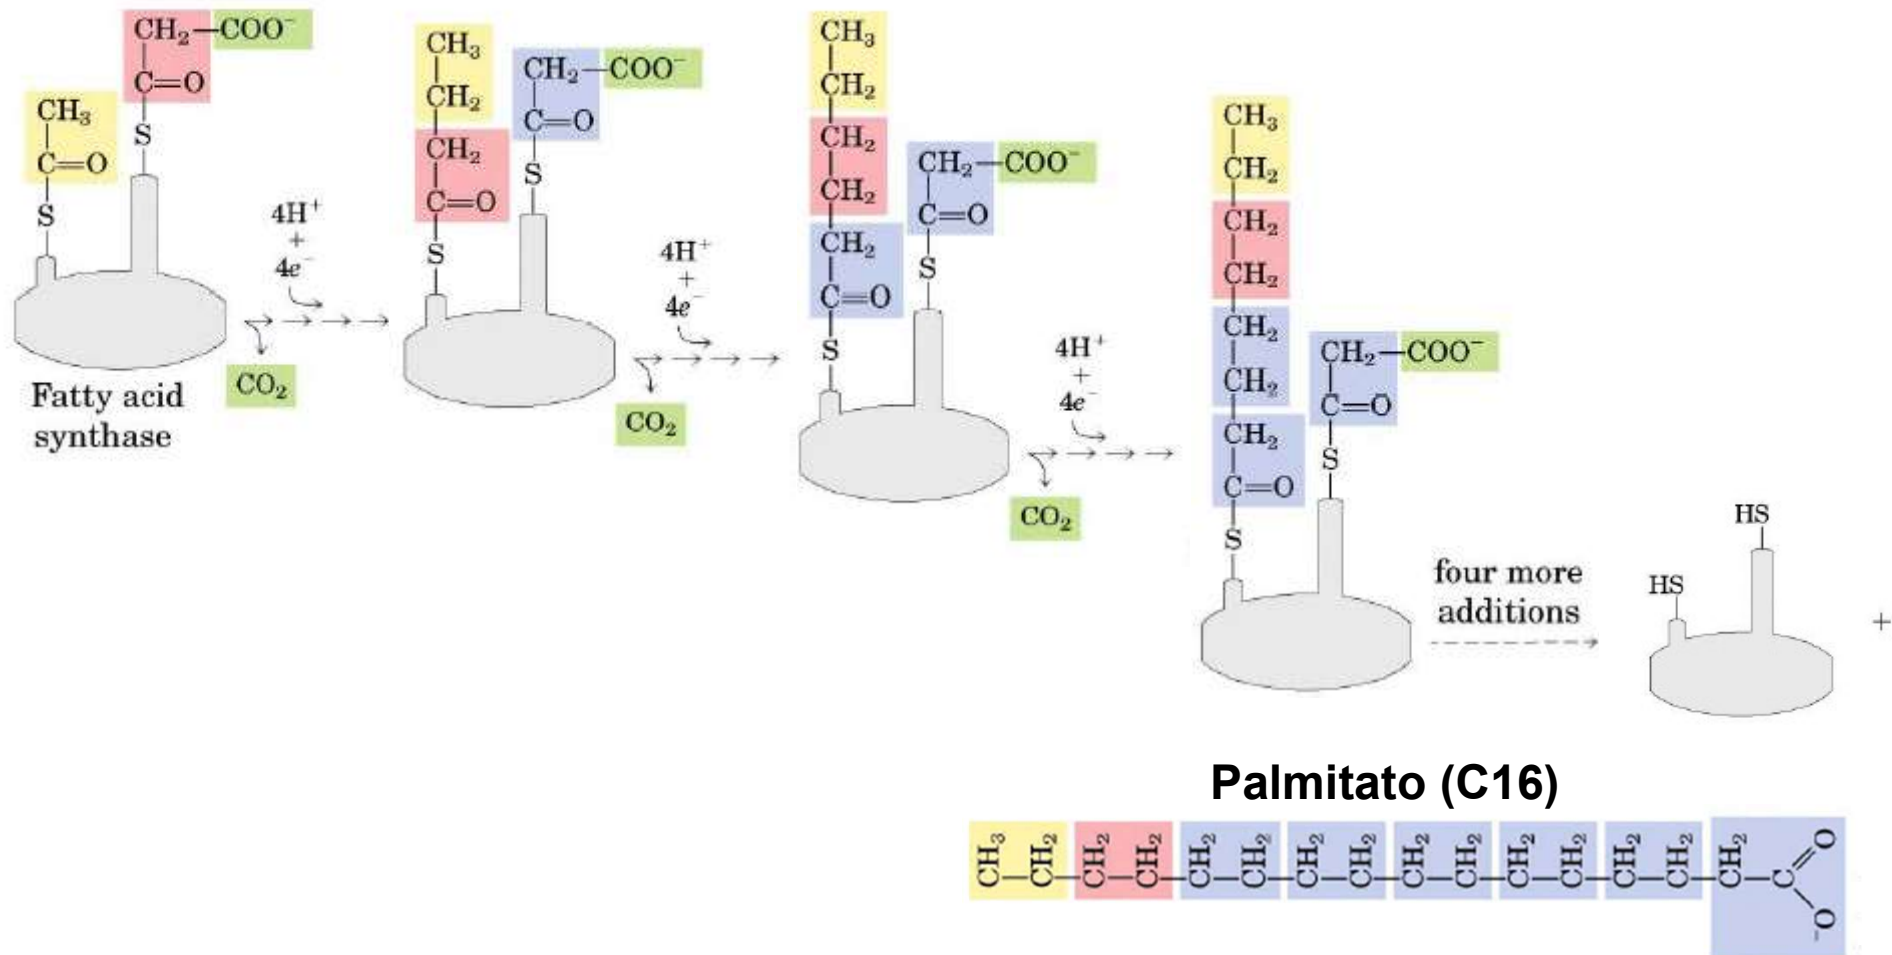 CH₂—COO⁻
C=O
S
CH₃
C=O
S
Fatty acid
synthase
4H⁺
+
4e⁻
CO₂
CH₃
CH₂
CH₂
C=O
S
CH₂—COO⁻
C=O
S
4H⁺
+
4e⁻
CO₂
CH₃
CH₂
CH₂
CH₂
CH₂
C=O
S
CH₂—COO⁻
C=O
S
4H⁺
+
4e⁻
CO₂
CH₃
CH₂
CH₂
CH₂
CH₂
CH₂
CH₂
C=O
S
CH₂—COO⁻
C=O
S
four more
additions
HS
HS
+
Palmitato (C16)
CH₃—CH₂—CH₂—CH₂—CH₂—CH₂—CH₂—CH₂—CH₂—CH₂—CH₂—CH₂—CH₂—CH₂—CH₂—C
O
O⁻